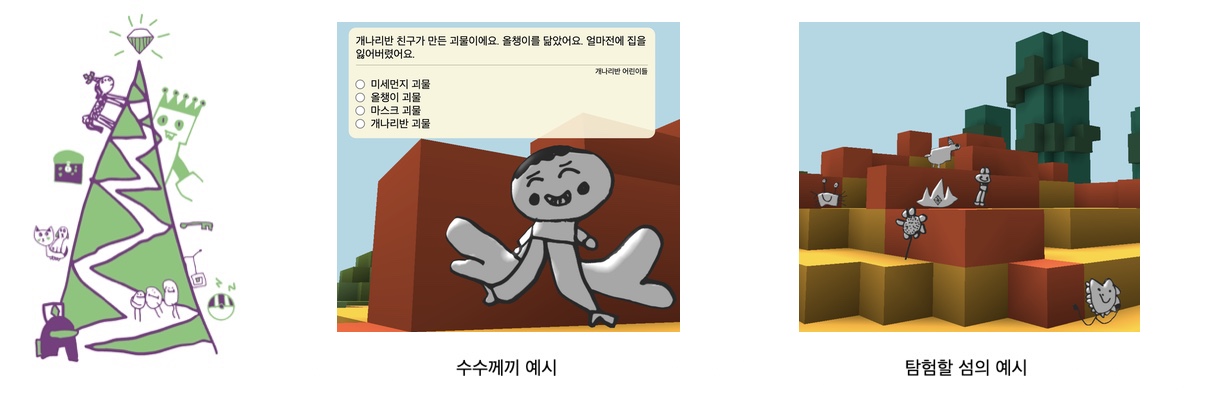 개나리반 친구가 만든 괴물이에요. 올챙이를 닮았어요. 얼마전에 집을
잃어버렸어요.
개나리반 어린이들
미세먼지 괴물
올챙이 괴물
마스크 괴물
개나리반 괴물
z z z
수수께끼 예시
탐험할 섬의 예시